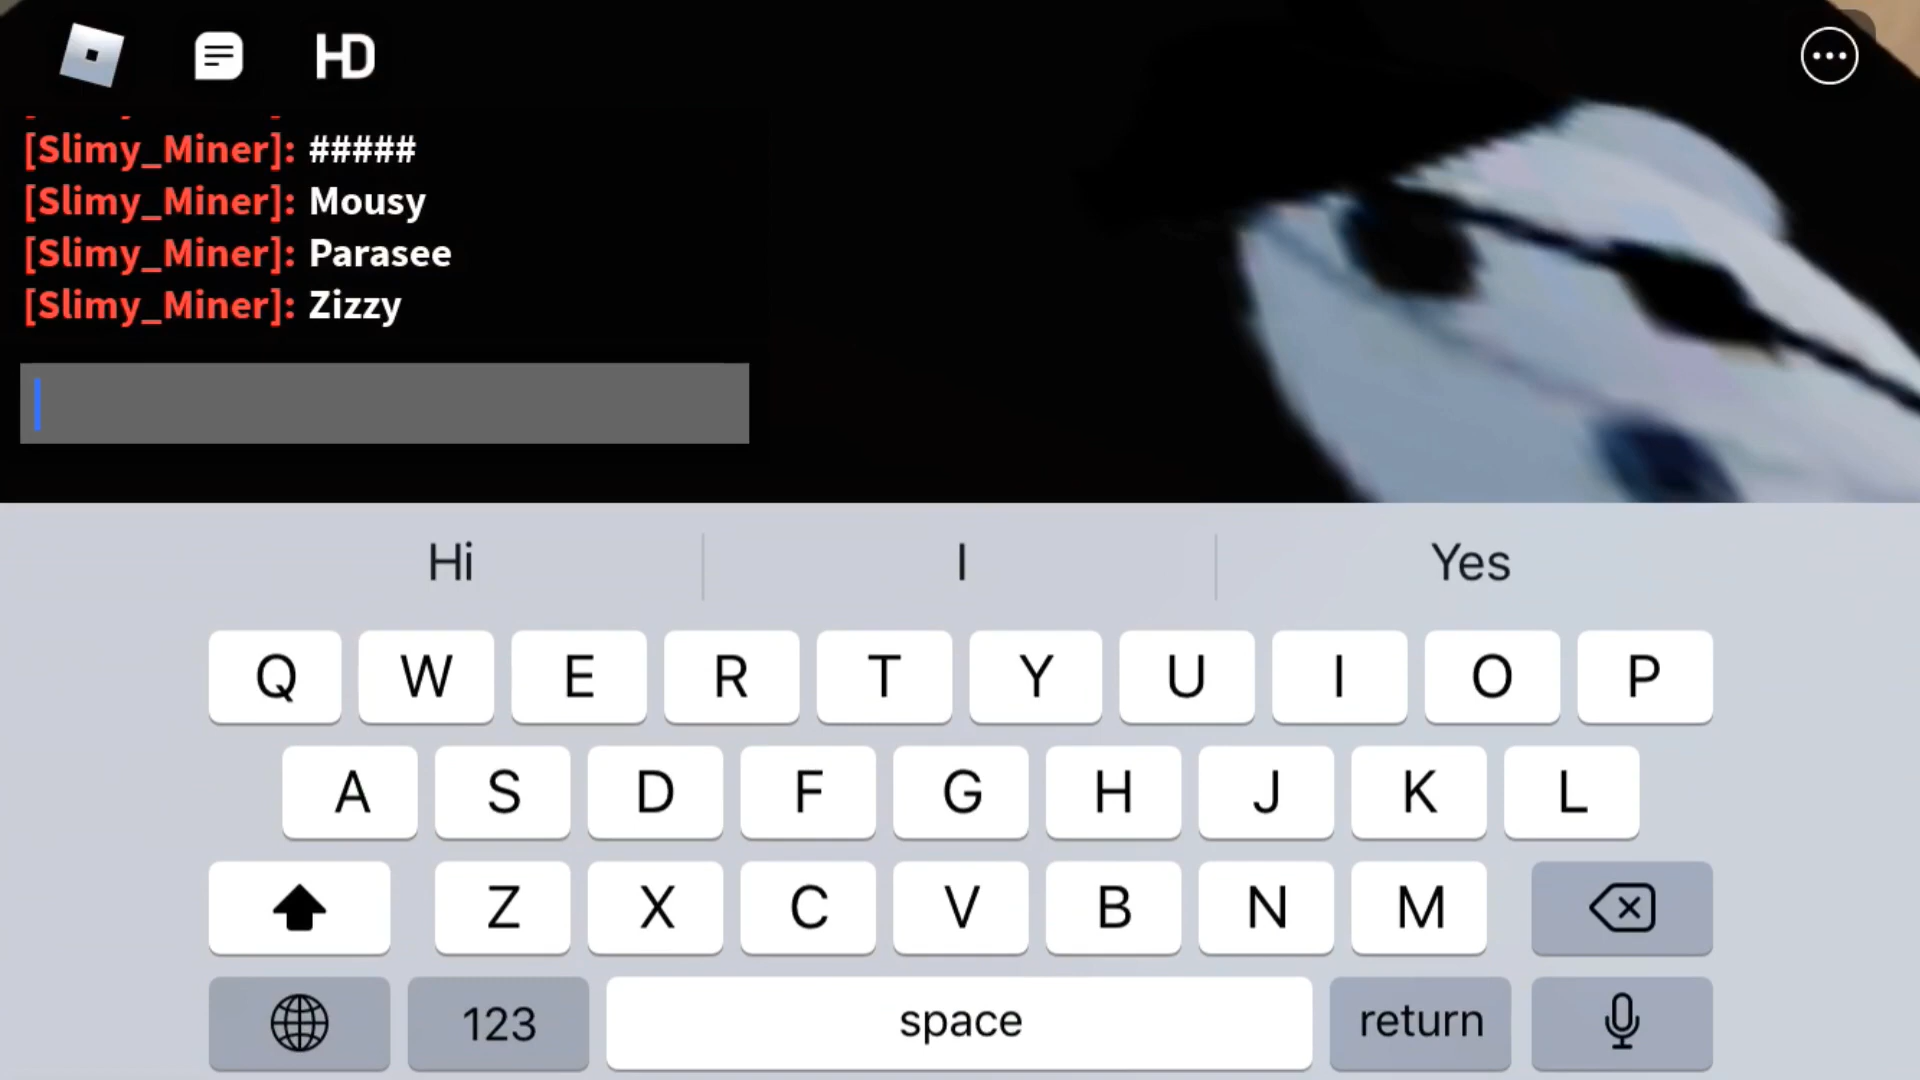 HD
[Slimy_Miner]: #####
[Slimy_Miner]: Mousy
[Slimy_Miner]: Parasee
[Slimy_Miner]: Zizzy
Hi I Yes
Q W E R T Y U I O P
A S D F G H J K L
Z X C V B N M
123 space return